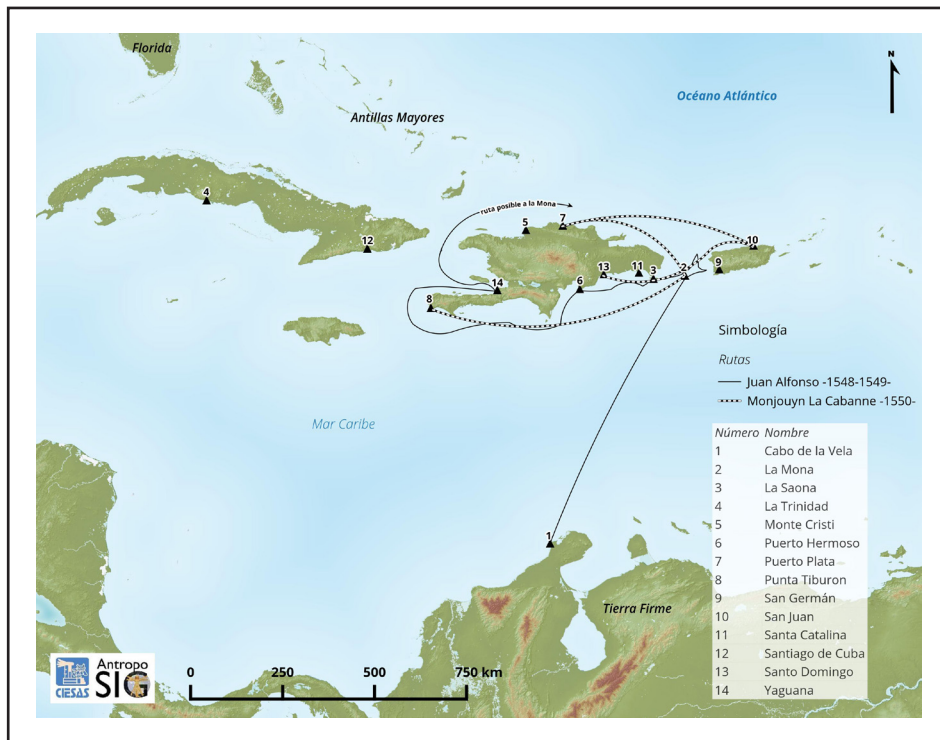 Florida
N
Océano Atlántico
Antillas Mayores
4
ruta posible a la Mona
5
7
12
10
13
11
3
2
9
14
6
8
Simbología
Rutas
Juan Alfonso -1548-1549-
Monjouyn La Cabanne -1550-
Mar Caribe
Número Nombre
1 Cabo de la Vela
2 La Mona
3 La Saona
4 La Trinidad
5 Monte Cristi
6 Puerto Hermoso
7 Puerto Plata
8 Punta Tiburon
9 San Germán
10 San Juan
11 Santa Catalina
12 Santiago de Cuba
13 Santo Domingo
14 Yaguana
1
Tierra Firme
CIESAS
Antropo
SIG
0 250 500 750 km